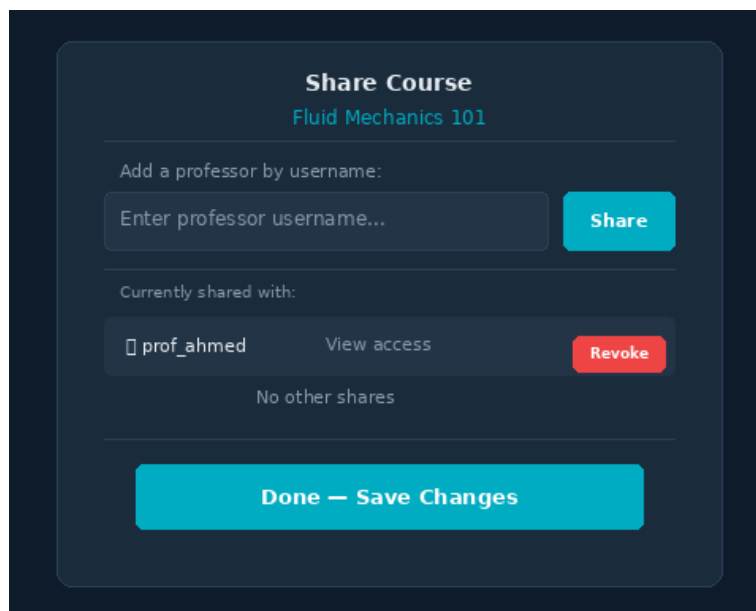 Share Course
Fluid Mechanics 101
Add a professor by username:
Enter professor username...
Share
Currently shared with:
prof_ahmed View access Revoke
No other shares
Done — Save Changes